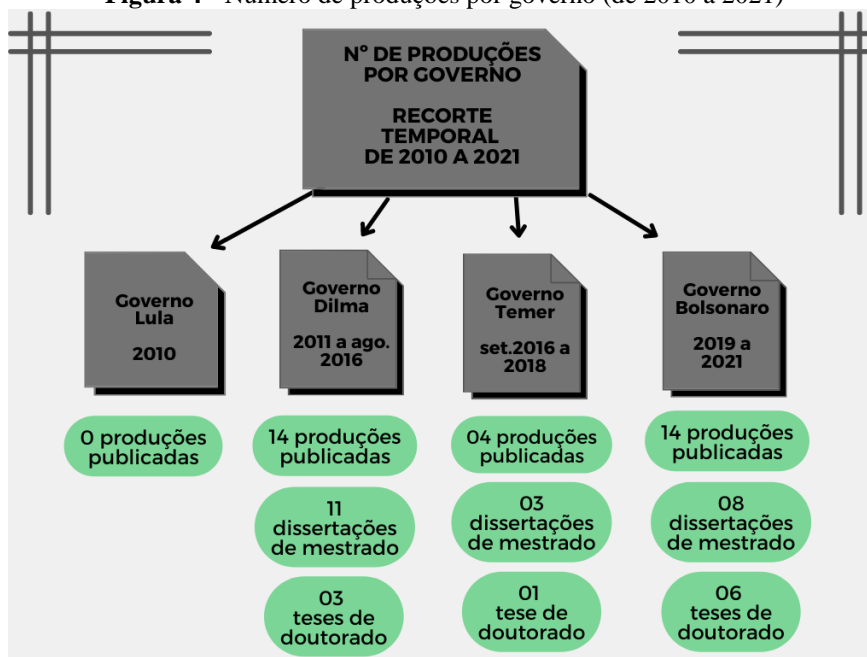 Figura 4 - Número de produções por governo (de 2010 a 2021)
Nº DE PRODUÇÕES
POR GOVERNO
RECORTE
TEMPORAL
DE 2010 A 2021
Governo
Lula
2010
0 produções
publicadas
Governo
Dilma
2011 a ago.
2016
14 produções
publicadas
11
dissertações
de mestrado
03
teses de
doutorado
Governo
Temer
set.2016 a
2018
04 produções
publicadas
03
dissertações
de mestrado
01
tese de
doutorado
Governo
Bolsonaro
2019 a
2021
14 produções
publicadas
08
dissertações
de mestrado
06
teses de
doutorado